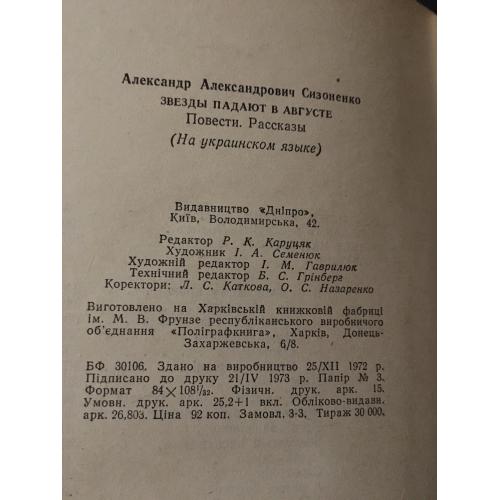 Александр Александрович Сизоненко
ЗВЕЗДЫ ПАДАЮТ В АВГУСТЕ
Повести. Рассказы
(На украинском языке)
Видавництво «Дніпро»,
Київ, Володимирська, 42.
Редактор Р. К. Каруцяк
Художник І. А. Семенюк
Художній редактор І. М. Гаврилюк
Технічний редактор Б. С. Грінберг
Коректори: Л. С. Каткова, О. С. Назаренко
Виготовлено на Харківській книжковій фабриці
ім. М. В. Фрунзе республіканського виробничого
об'єднання «Поліграфкнига», Харків, Донець-
Захаржевська, 6/8.
БФ 30106. Здано на виробництво 25/XII 1972 р.
Підписано до друку 21/IV 1973 р. Папір № 3.
Формат 84×108¹/₃₂. Фізичн. друк. арк. 15.
Умовн. друк. арк. 25,2+1 вкл. Обліково-видавн.
арк. 26,803. Ціна 92 коп. Замовл. 3-3. Тираж 30 000.